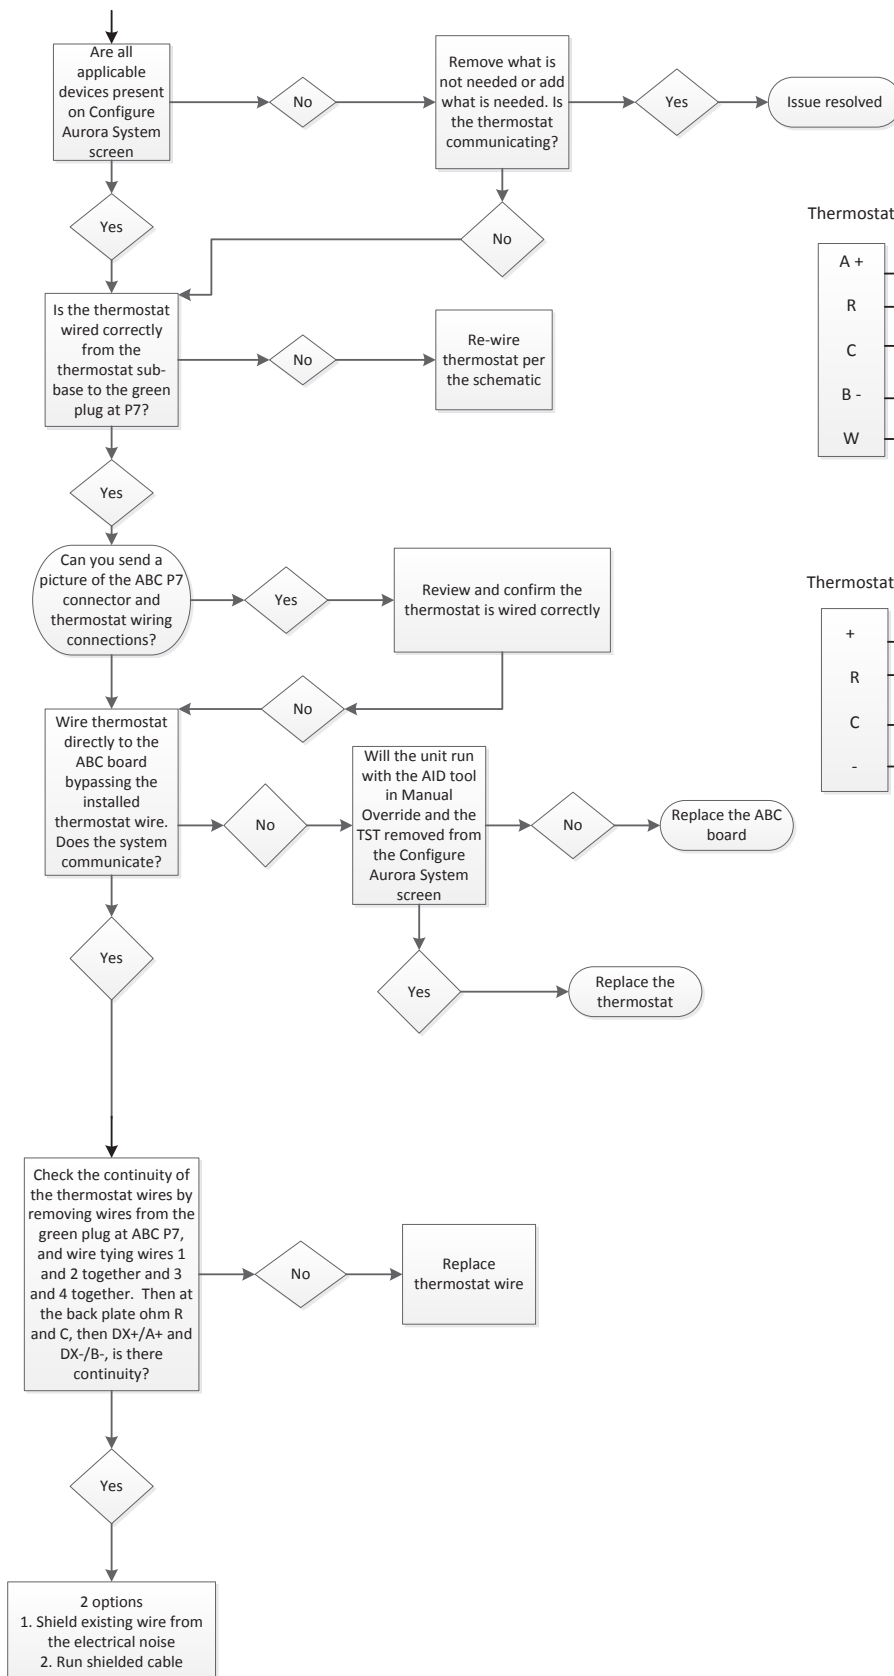 Are all
applicable
devices present
on Configure
Aurora System
screen
No
Remove what is
not needed or add
what is needed. Is
the thermostat
communicating?
Yes
Issue resolved
Yes
No
Is the thermostat
wired correctly
from the
thermostat sub-
base to the green
plug at P7?
No
Re-wire
thermostat per
the schematic
Yes
Can you send a
picture of the ABC P7
connector and
thermostat wiring
connections?
Yes
Review and confirm the
thermostat is wired correctly
No
Wire thermostat
directly to the
ABC board
bypassing the
installed
thermostat wire.
Does the system
communicate?
No
Will the unit run
with the AID tool
in Manual
Override and the
TST removed from
the Configure
Aurora System
screen
No
Replace the ABC
board
Yes
Yes
Replace the
thermostat
Check the continuity of
the thermostat wires by
removing wires from the
green plug at ABC P7,
and wire tying wires 1
and 2 together and 3
and 4 together. Then at
the back plate ohm R
and C, then DX+/A+ and
DX-/B-, is there
continuity?
No
Replace
thermostat wire
Yes
2 options
1. Shield existing wire from
the electrical noise
2. Run shielded cable
Thermostat
A +
R
C
B -
W
Thermostat
+
R
C
-